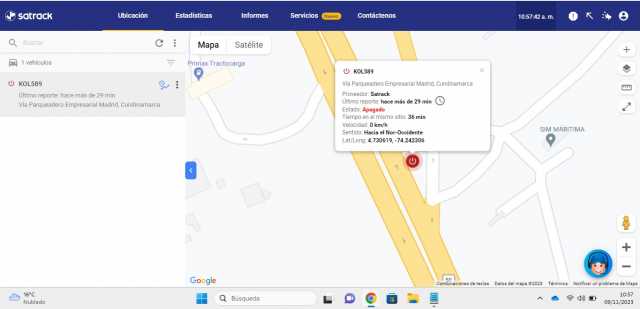 satrack
Ubicación
Estadísticas
Informes
Servicios
Nuevo
Contáctenos
10:57:42 a. m.
Buscar
1 vehículos
KOL589
Último reporte: hace más de 29 min
Vía Parqueadero Empresarial Madrid, Cundinamarca
Mapa
Satélite
Primax Tractocarga
KOL589
Vía Parqueadero Empresarial Madrid, Cundinamarca
Proveedor: Satrack
Último reporte: hace más de 29 min
Estado: Apagado
Tiempo en el mismo sitio: 36 min
Velocidad: 0 km/h
Sentido: Hacia el Nor-Occidente
Lat/Long: 4.730619, -74.242306
SIM MARITIMA
50
Google
Combinaciones de teclas
Datos del mapa ©2023
Términos
Notificar un problema de Maps
16°C
Nublado
Búsqueda
10:57
09/11/2023